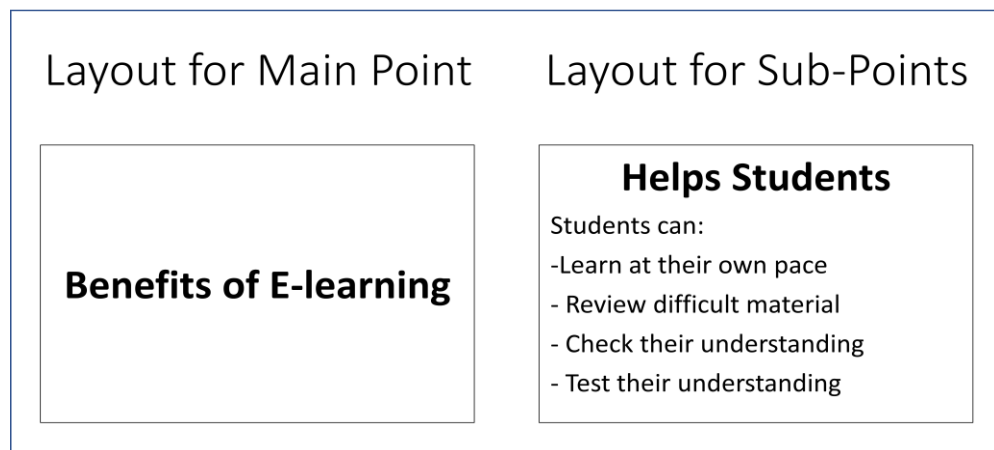 Layout for Main Point
Layout for Sub-Points
Benefits of E-learning
Helps Students
Students can:
-Learn at their own pace
- Review difficult material
- Check their understanding
- Test their understanding